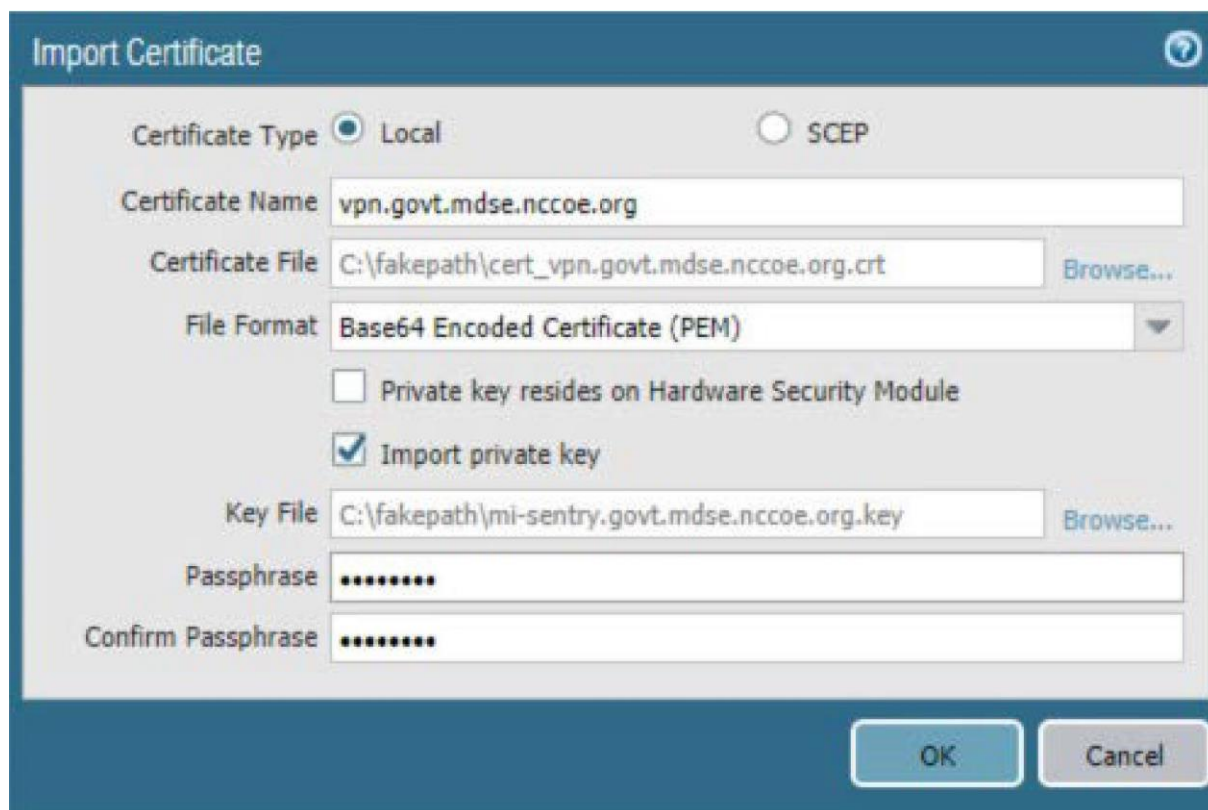 Import Certificate ?
Certificate Type Local SCEP
Certificate Name vpn.govt.mdse.nccoe.org
Certificate File C:\fakepath\cert_vpn.govt.mdse.nccoe.org.crt Browse...
File Format Base64 Encoded Certificate (PEM)
Private key resides on Hardware Security Module
Import private key
Key File C:\fakepath\mi-sentry.govt.mdse.nccoe.org.key Browse...
Passphrase ••••••••
Confirm Passphrase ••••••••
OK Cancel